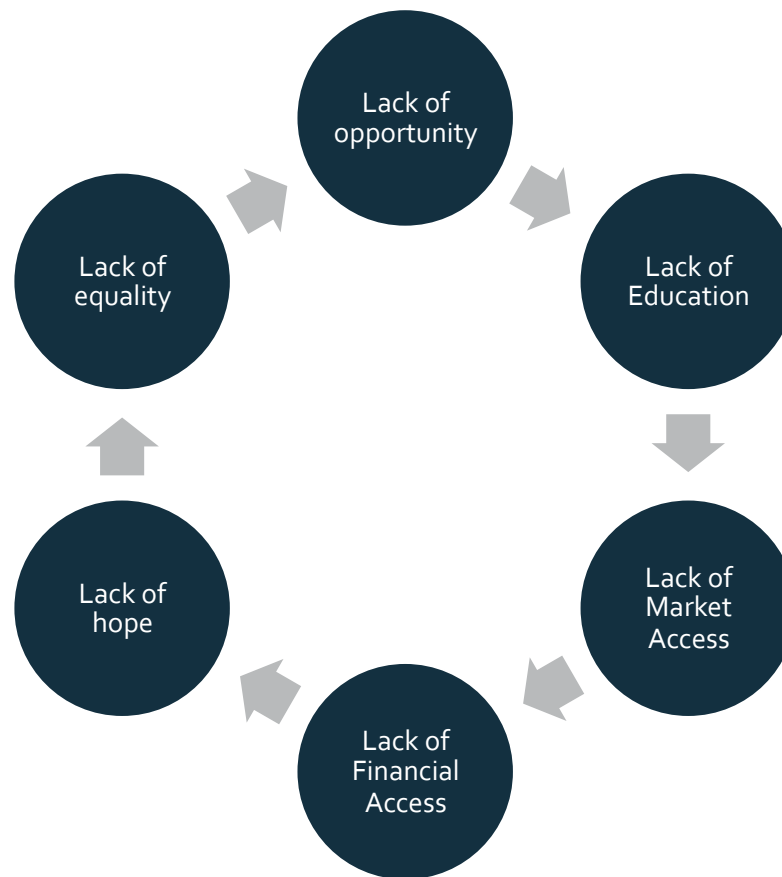 Lack of
opportunity
Lack of
Education
Lack of
Market
Access
Lack of
Financial
Access
Lack of
hope
Lack of
equality